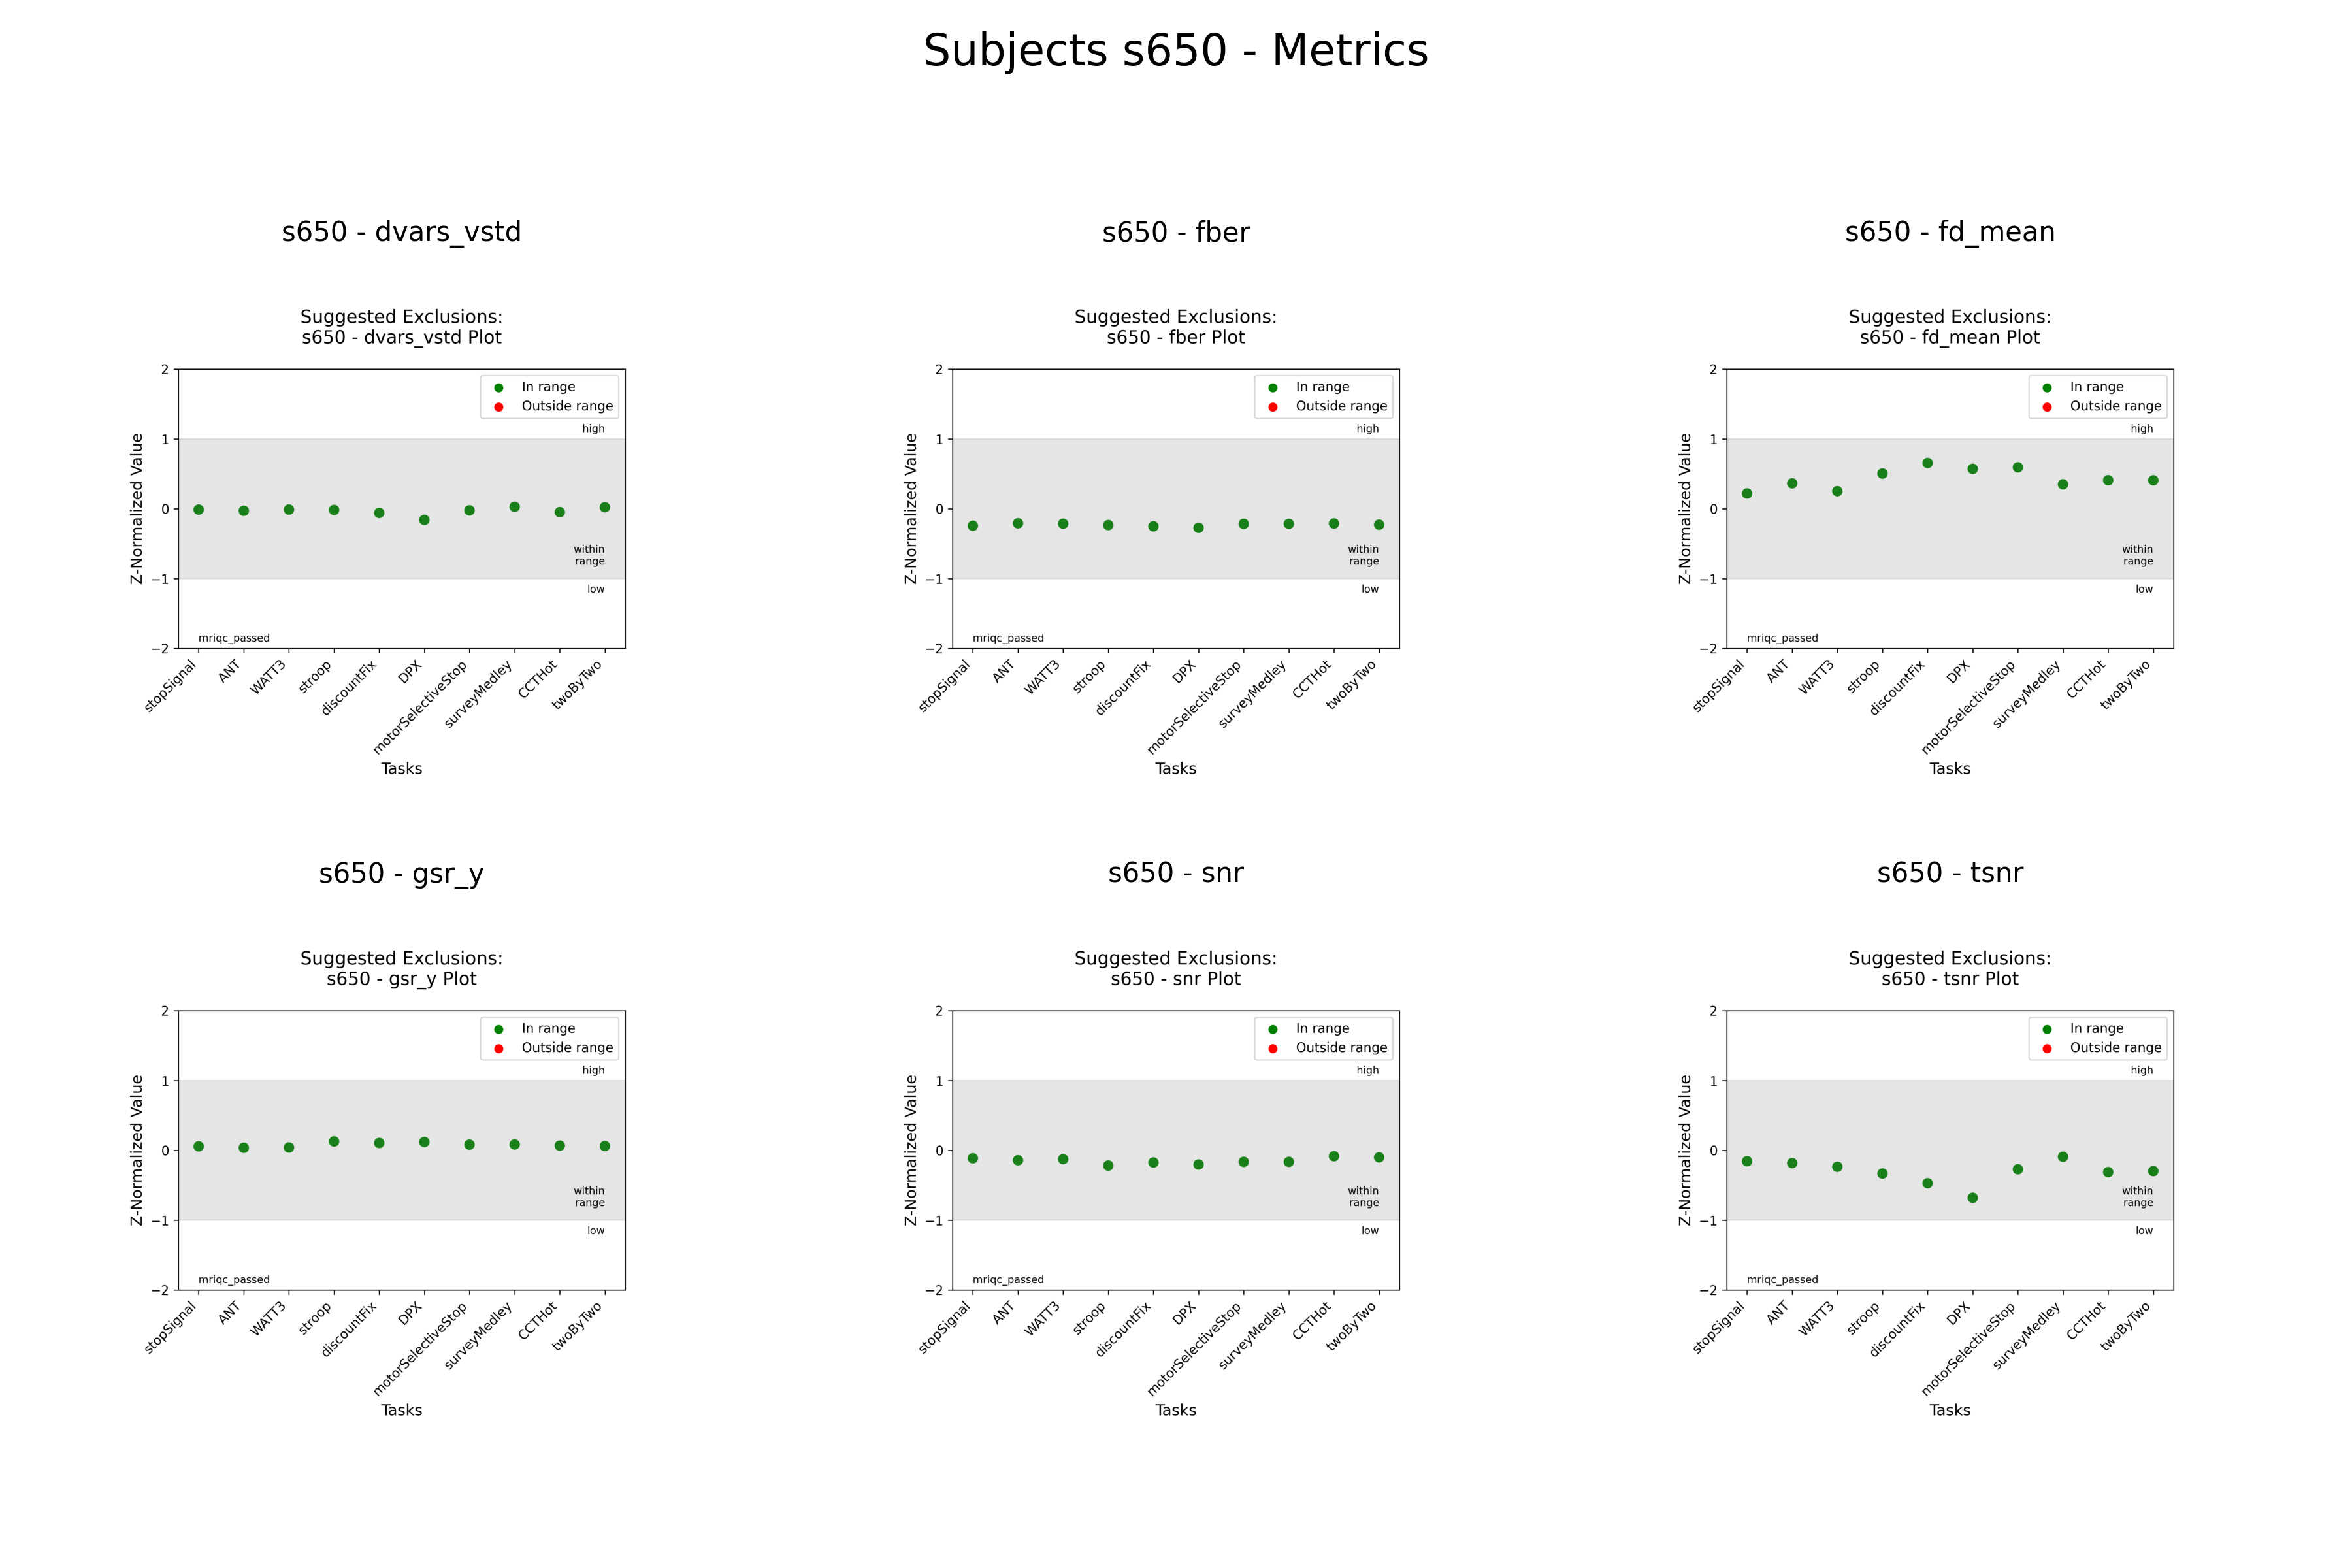 Subjects s650 - Metrics
s650 - dvars_vstd
Suggested Exclusions:
s650 - dvars_vstd Plot
2
1
0
−1
−2
Z-Normalized Value
In range
Outside range
high
within
range
low
mriqc_passed
stopSignal
ANT
WATT3
stroop
discountFix
DPX
motorSelectiveStop
surveyMedley
CCTHot
twoByTwo
Tasks
s650 - fber
Suggested Exclusions:
s650 - fber Plot
2
1
0
−1
−2
Z-Normalized Value
In range
Outside range
high
within
range
low
mriqc_passed
stopSignal
ANT
WATT3
stroop
discountFix
DPX
motorSelectiveStop
surveyMedley
CCTHot
twoByTwo
Tasks
s650 - fd_mean
Suggested Exclusions:
s650 - fd_mean Plot
2
1
0
−1
−2
Z-Normalized Value
In range
Outside range
high
within
range
low
mriqc_passed
stopSignal
ANT
WATT3
stroop
discountFix
DPX
motorSelectiveStop
surveyMedley
CCTHot
twoByTwo
Tasks
s650 - gsr_y
Suggested Exclusions:
s650 - gsr_y Plot
2
1
0
−1
−2
Z-Normalized Value
In range
Outside range
high
within
range
low
mriqc_passed
stopSignal
ANT
WATT3
stroop
discountFix
DPX
motorSelectiveStop
surveyMedley
CCTHot
twoByTwo
Tasks
s650 - snr
Suggested Exclusions:
s650 - snr Plot
2
1
0
−1
−2
Z-Normalized Value
In range
Outside range
high
within
range
low
mriqc_passed
stopSignal
ANT
WATT3
stroop
discountFix
DPX
motorSelectiveStop
surveyMedley
CCTHot
twoByTwo
Tasks
s650 - tsnr
Suggested Exclusions:
s650 - tsnr Plot
2
1
0
−1
−2
Z-Normalized Value
In range
Outside range
high
within
range
low
mriqc_passed
stopSignal
ANT
WATT3
stroop
discountFix
DPX
motorSelectiveStop
surveyMedley
CCTHot
twoByTwo
Tasks